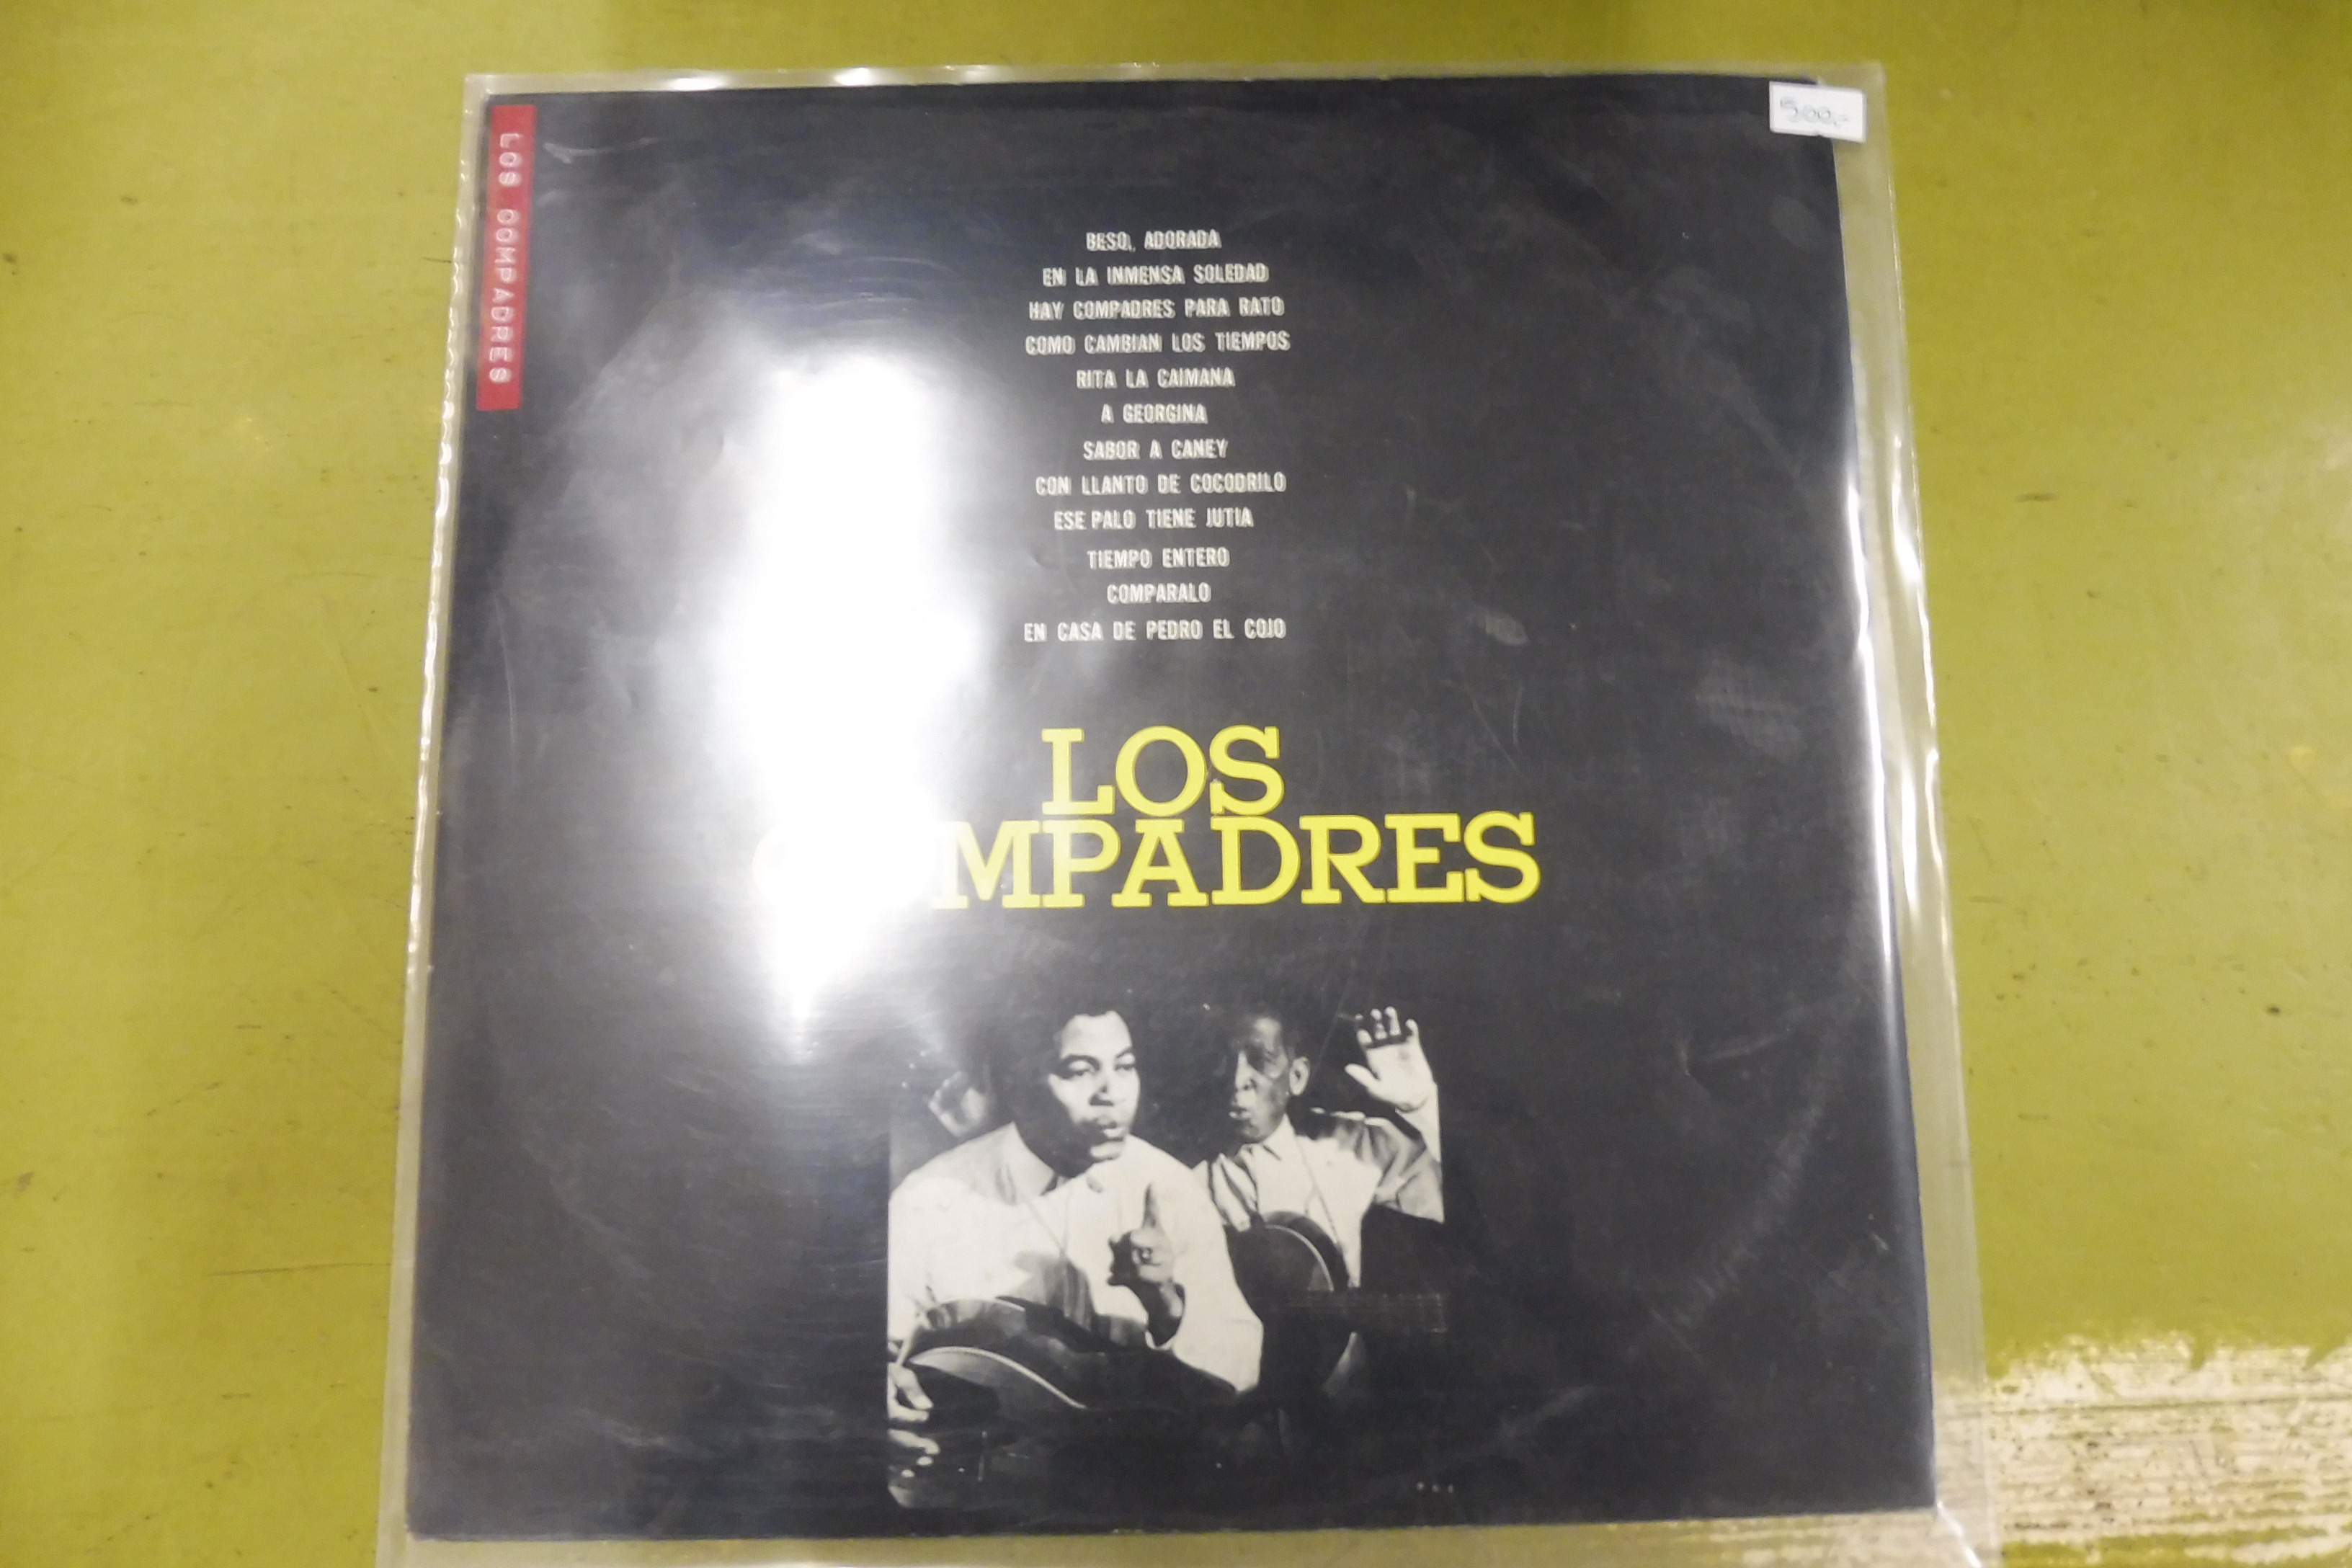 LOS COMPADRES
500,-
BESO, ADORADA
EN LA INMENSA SOLEDAD
HAY COMPADRES PARA RATO
COMO CAMBIAN LOS TIEMPOS
RITA LA CAIMANA
A GEORGINA
SABOR A CANEY
CON LLANTO DE COCODRILO
ESE PALO TIENE JUTIA
TIEMPO ENTERO
COMPARALO
EN CASA DE PEDRO EL COJO
LOS
COMPADRES